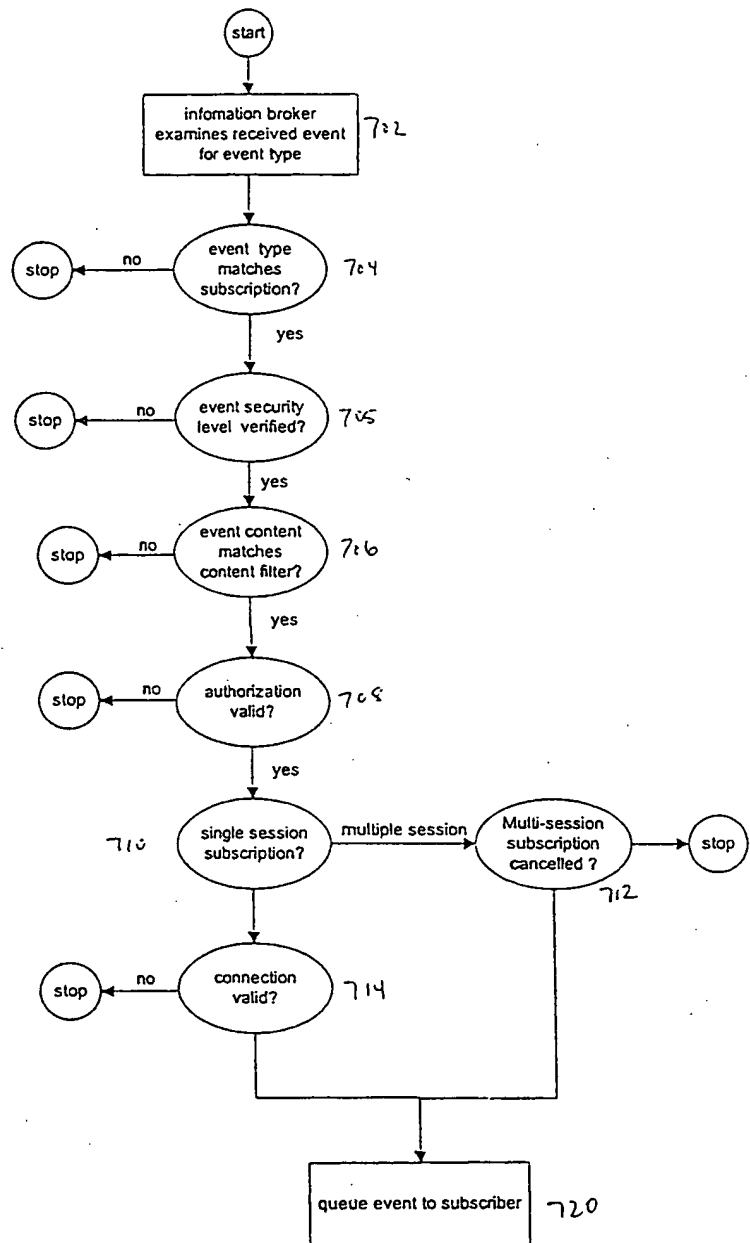 start
infomation broker
examines received event
for event type
702
event type
matches
subscription?
704
no
stop
yes
event security
level verified?
705
no
stop
yes
event content
matches
content filter?
706
no
stop
yes
authorization
valid?
708
no
stop
yes
710
single session
subscription?
multiple session
Multi-session
subscription
cancelled ?
712
stop
connection
valid?
714
no
stop
queue event to subscriber
720